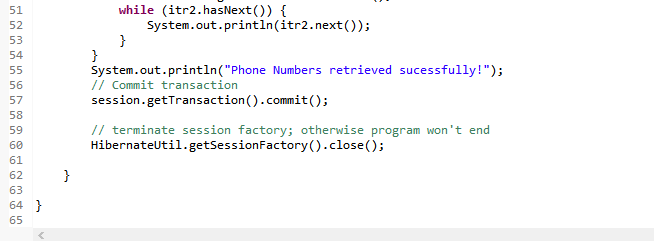 51 while (itr2.hasNext()) {
52 System.out.println(itr2.next());
53 }
54 }
55 System.out.println("Phone Numbers retrieved sucessfully!");
56 // Commit transaction
57 session.getTransaction().commit();
58
59 // terminate session factory; otherwise program won't end
60 HibernateUtil.getSessionFactory().close();
61
62 }
63
64 }
65